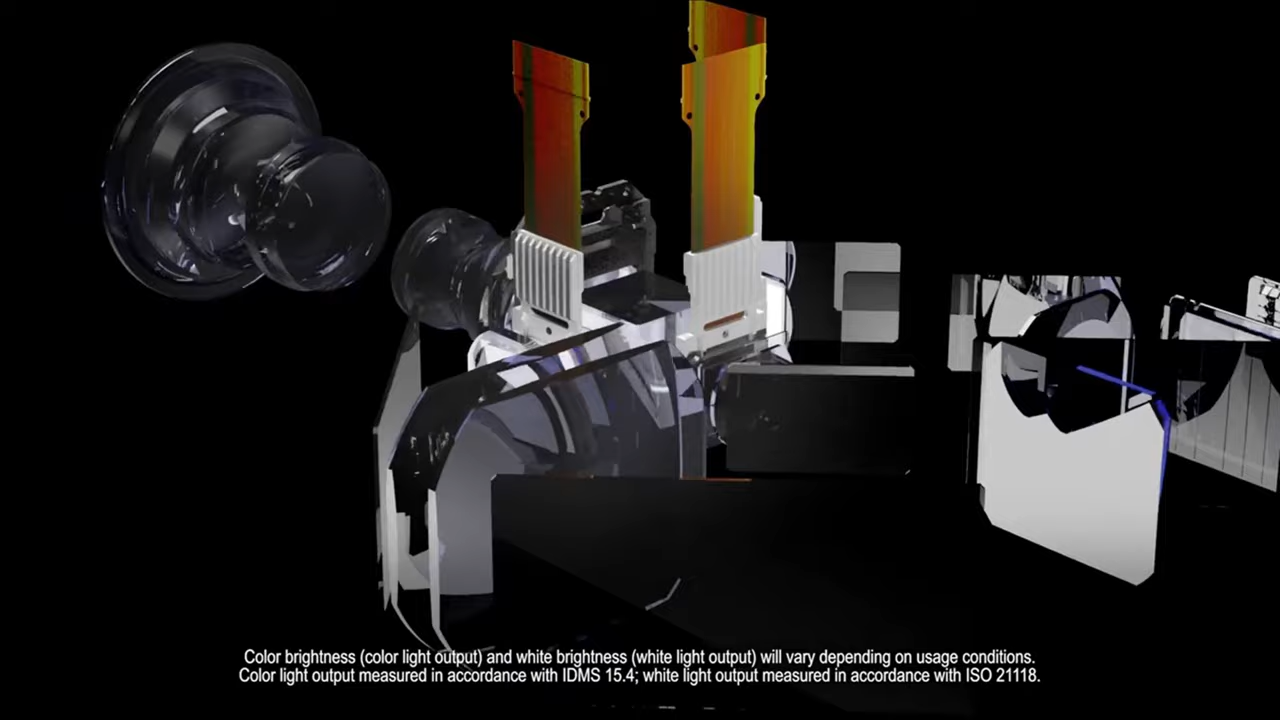 Color brightness (color light output) and white brightness (white light output) will vary depending on usage conditions.
Color light output measured in accordance with IDMS 15.4; white light output measured in accordance with ISO 21118.